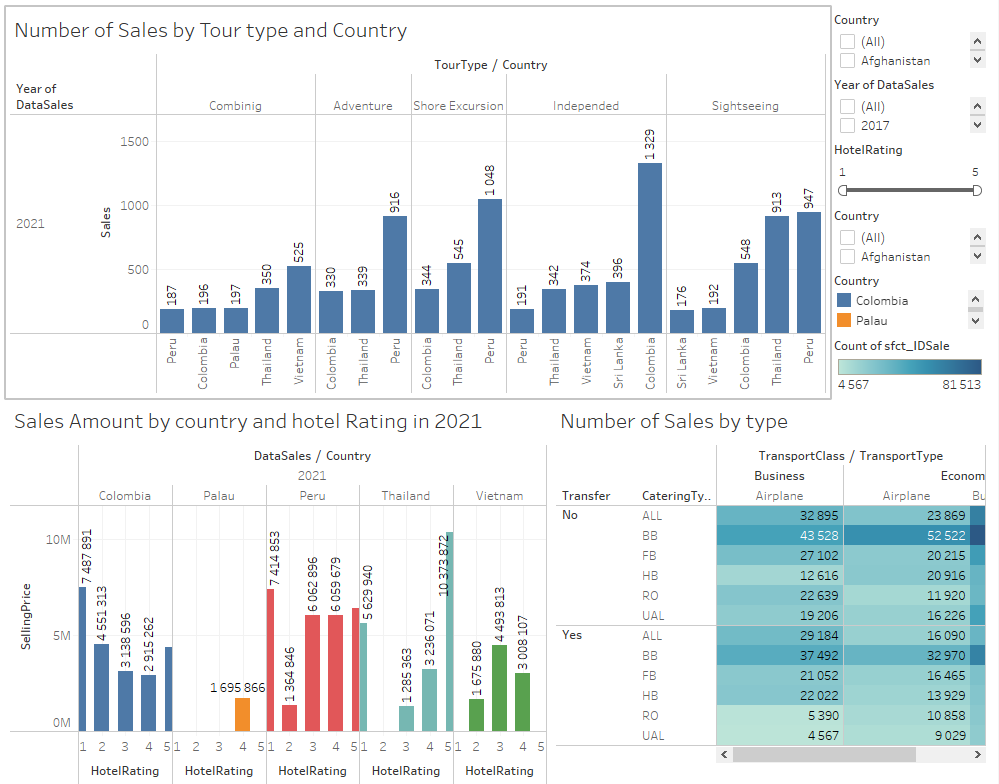 Number of Sales by Tour type and Country
TourType / Country
Year of
DataSales
Combinig
Adventure
Shore Excursion
Independed
Sightseeing
2021
Sales
1500
1000
500
0
187
196
197
350
525
330
339
916
344
545
1 048
191
342
374
396
1 329
176
192
548
913
947
Peru
Colombia
Palau
Thailand
Vietnam
Colombia
Thailand
Peru
Colombia
Thailand
Peru
Peru
Thailand
Vietnam
Sri Lanka
Colombia
Sri Lanka
Vietnam
Colombia
Thailand
Peru
Country
(All)
Afghanistan
Year of DataSales
(All)
2017
HotelRating
1 5
Country
(All)
Afghanistan
Country
Colombia
Palau
Count of sfct_IDSale
4 567 81 513
Sales Amount by country and hotel Rating in 2021
DataSales / Country
2021
Colombia Palau Peru Thailand Vietnam
SellingPrice
10M
5M
0M
7 487 891
4 551 313
3 138 596
2 915 262
1 695 866
7 414 853
1 364 846
6 062 896
6 059 679
5 629 940
1 285 363
3 236 071
10 373 872
1 675 880
4 493 813
3 008 107
1 2 3 4 5 1 2 3 4 5 1 2 3 4 5 1 2 3 4 5 1 2 3 4 5
HotelRating HotelRating HotelRating HotelRating HotelRating
Number of Sales by type
TransportClass / TransportType
Business Econom
Transfer CateringTy.. Airplane Airplane Bu
No ALL 32 895 23 869
BB 43 528 52 522
FB 27 102 20 215
HB 12 616 20 916
RO 22 639 11 920
UAL 19 206 16 226
Yes ALL 29 184 16 090
BB 37 492 32 970
FB 21 052 16 465
HB 22 022 13 929
RO 5 390 10 858
UAL 4 567 9 029